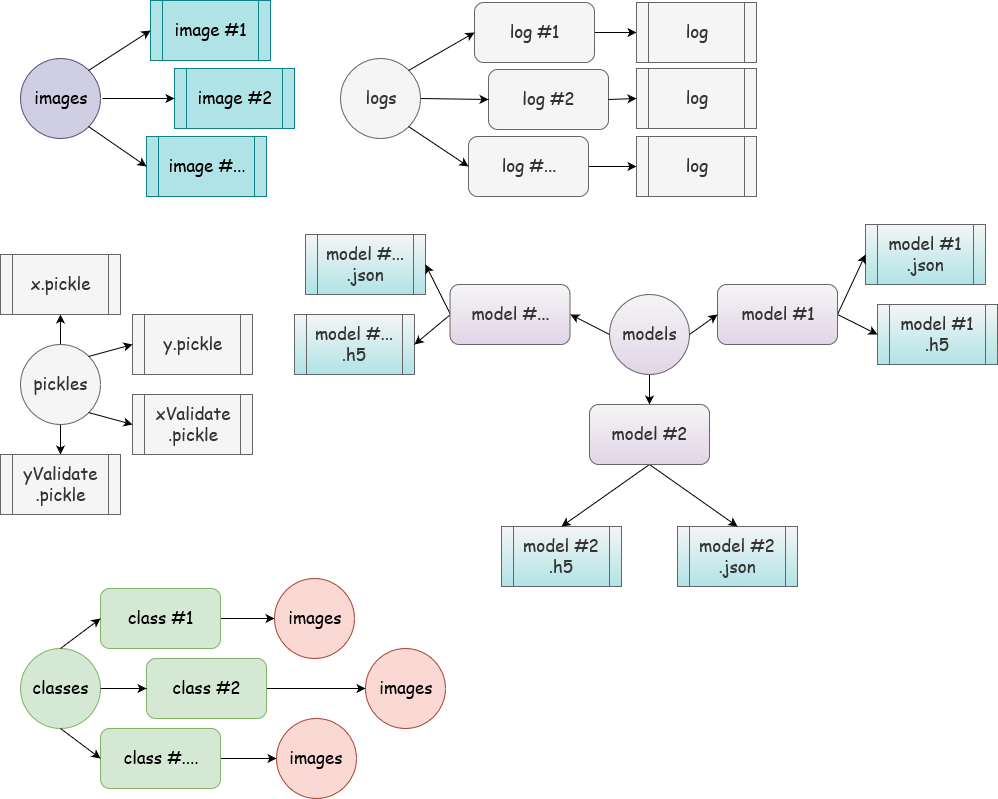 image #1
images
image #2
image #...
log #1
log
logs
log #2
log
log #...
log
x.pickle
y.pickle
pickles
xValidate
.pickle
yValidate
.pickle
model #...
.json
model #...
model #...
.h5
models
model #1
model #1
.json
model #1
.h5
model #2
model #2
.h5
model #2
.json
class #1
images
classes
class #2
images
class #....
images